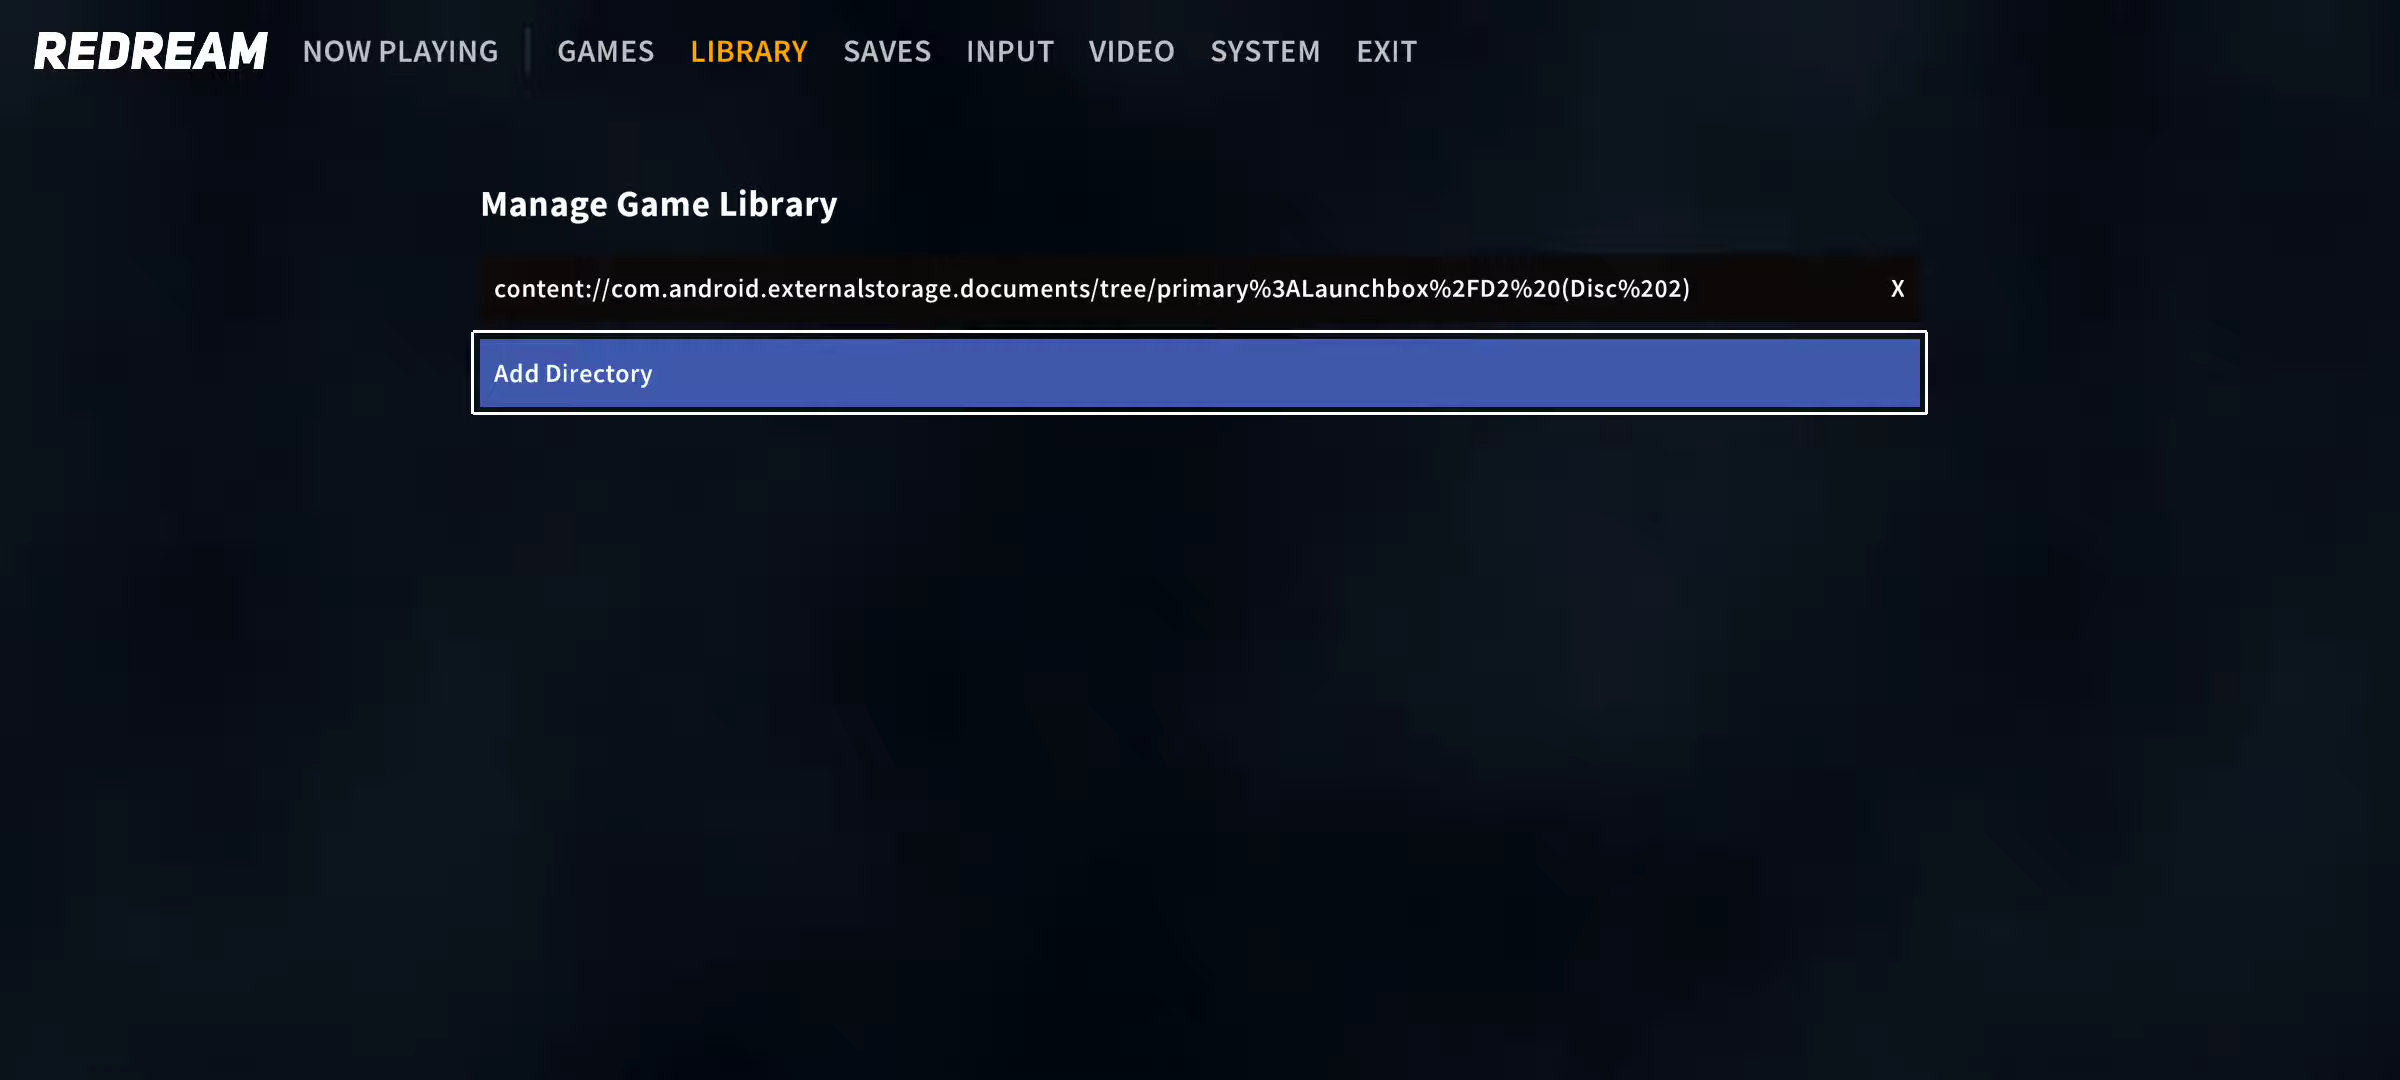 REDREAM NOW PLAYING GAMES LIBRARY SAVES INPUT VIDEO SYSTEM EXIT
Manage Game Library
content://com.android.externalstorage.documents/tree/primary%3ALaunchbox%2FD2%20(Disc%202) X
Add Directory